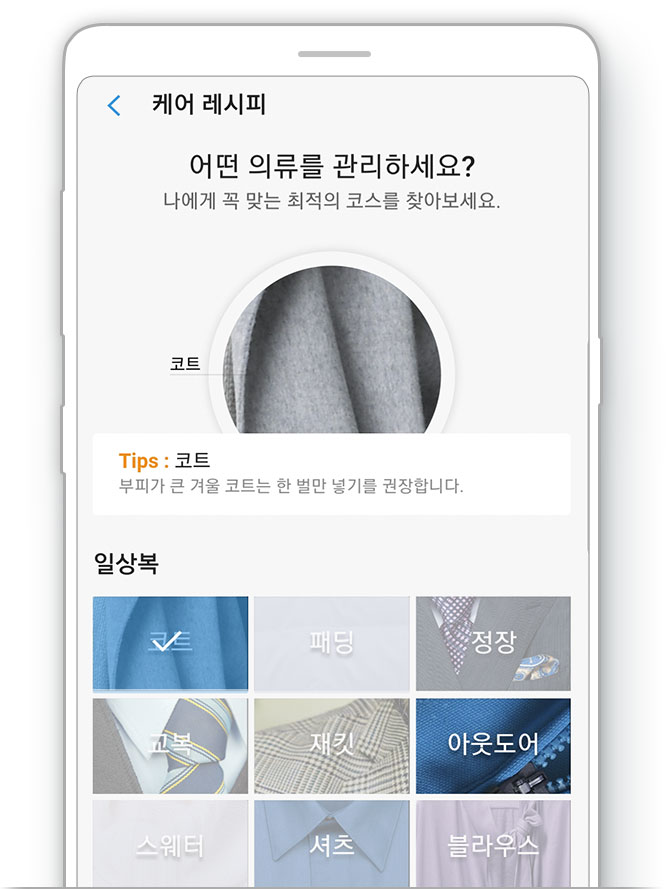 케어 레시피
어떤 의류를 관리하세요?
나에게 꼭 맞는 최적의 코스를 찾아보세요.
코트
Tips : 코트
부피가 큰 겨울 코트는 한 벌만 넣기를 권장합니다.
일상복
코트
패딩
정장
교복
재킷
아웃도어
스웨터
셔츠
블라우스